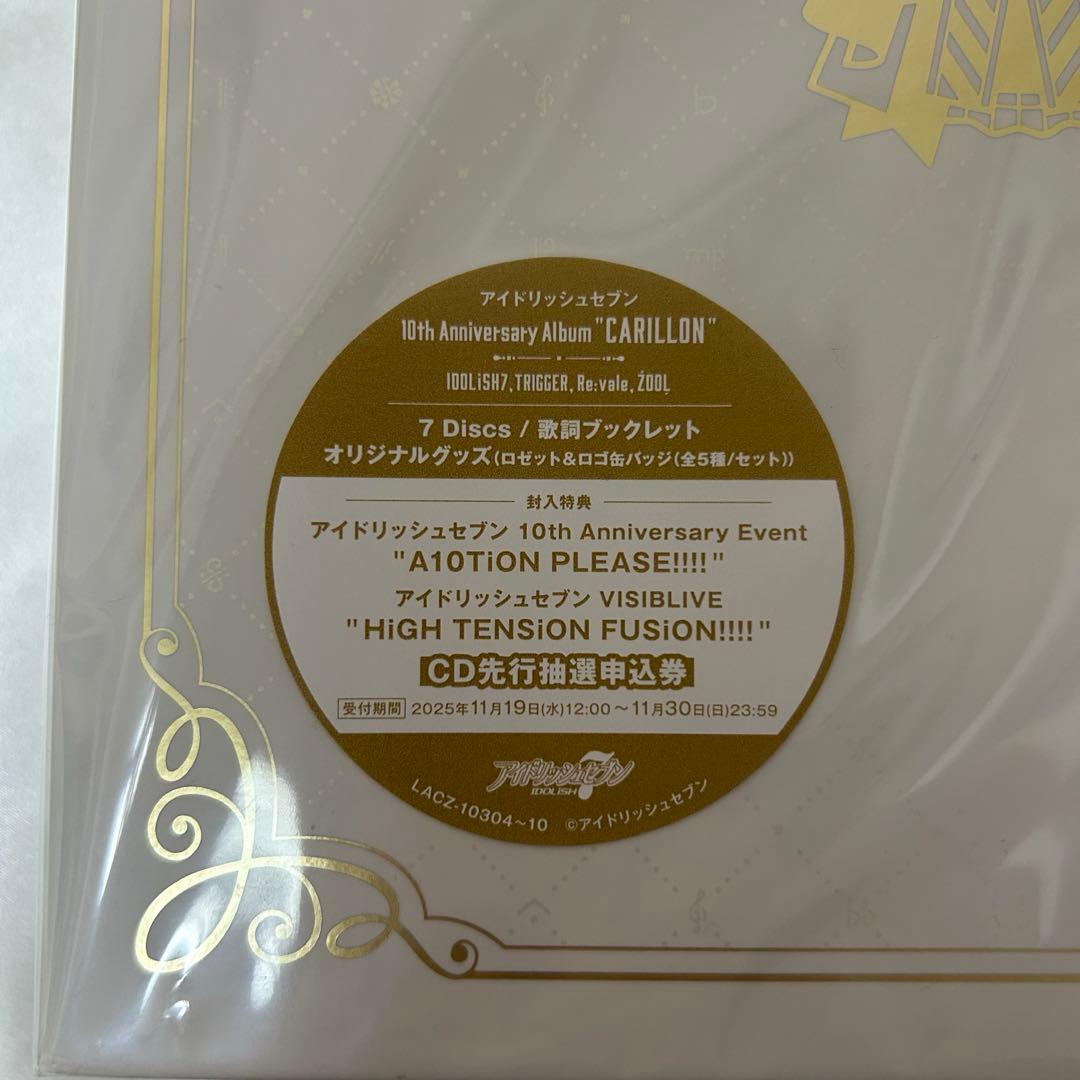 アイドリッシュセブン
10th Anniversary Album "CARILLON"
IDOLiSH7, TRIGGER, Re:vale, ŹOOĻ
7 Discs / 歌詞ブックレット
オリジナルグッズ(ロゼット&ロゴ缶バッジ(全5種/セット))
封入特典
アイドリッシュセブン 10th Anniversary Event
"A10TiON PLEASE!!!!"
アイドリッシュセブン VISIBLIVE
"HiGH TENSiON FUSiON!!!!"
CD先行抽選申込券
受付期間 2025年11月19日(水)12:00～11月30日(日)23:59
アイドリッシュセブン
IDOLiSH7
LACZ-10304~10 ©アイドリッシュセブン